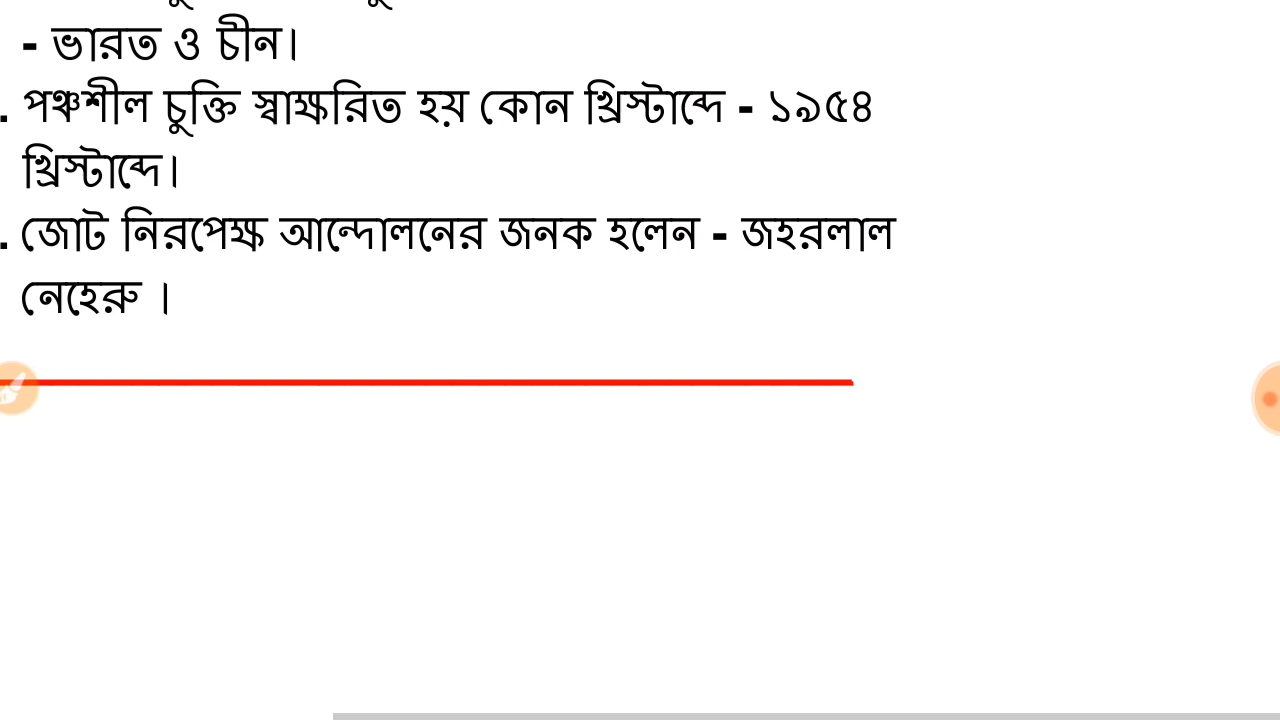 - ভারত ও চীন।
. পঞ্চশীল চুক্তি স্বাক্ষরিত হয় কোন খ্রিস্টাব্দে - ১৯৫৪
খ্রিস্টাব্দে।
. জোট নিরপেক্ষ আন্দোলনের জনক হলেন - জহরলাল
নেহেরু ।